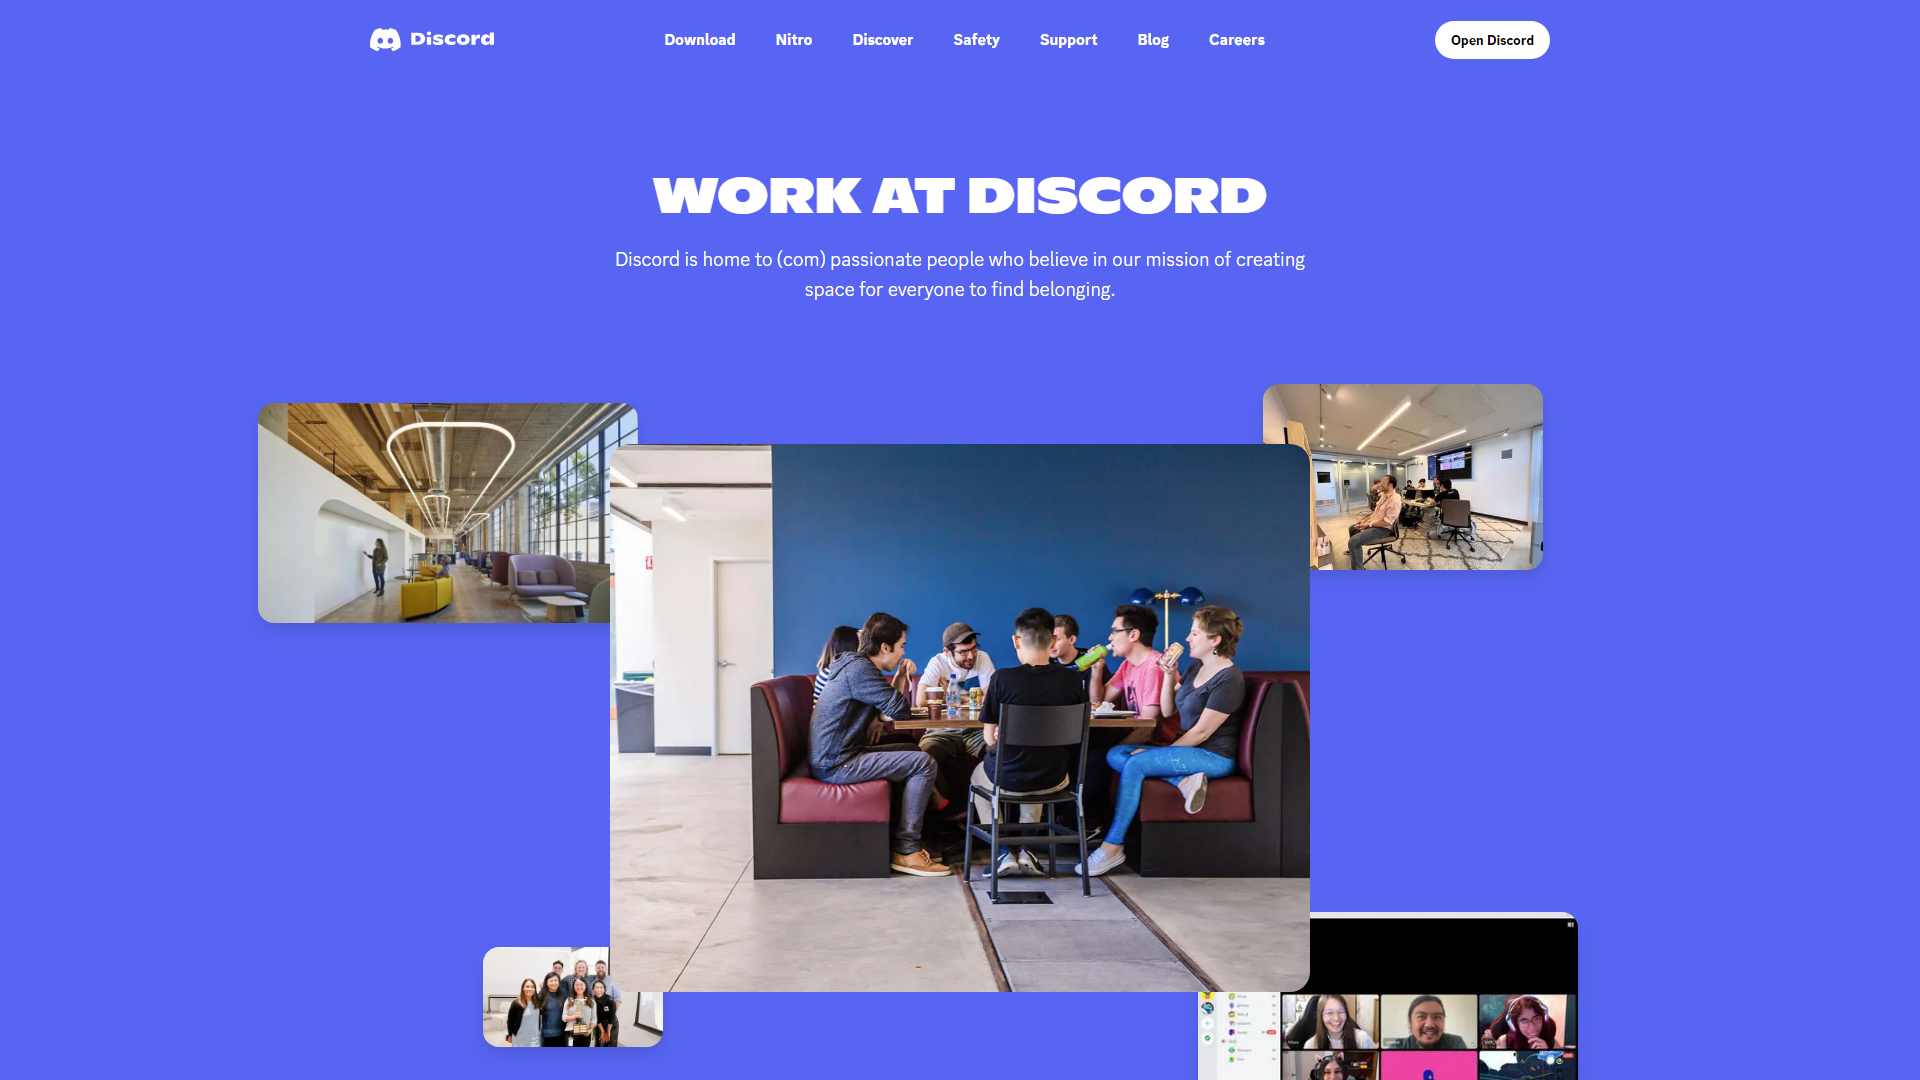 Discord
Download
Nitro
Discover
Safety
Support
Blog
Careers
Open Discord
WORK AT DISCORD
Discord is home to (com) passionate people who believe in our mission of creating
space for everyone to find belonging.